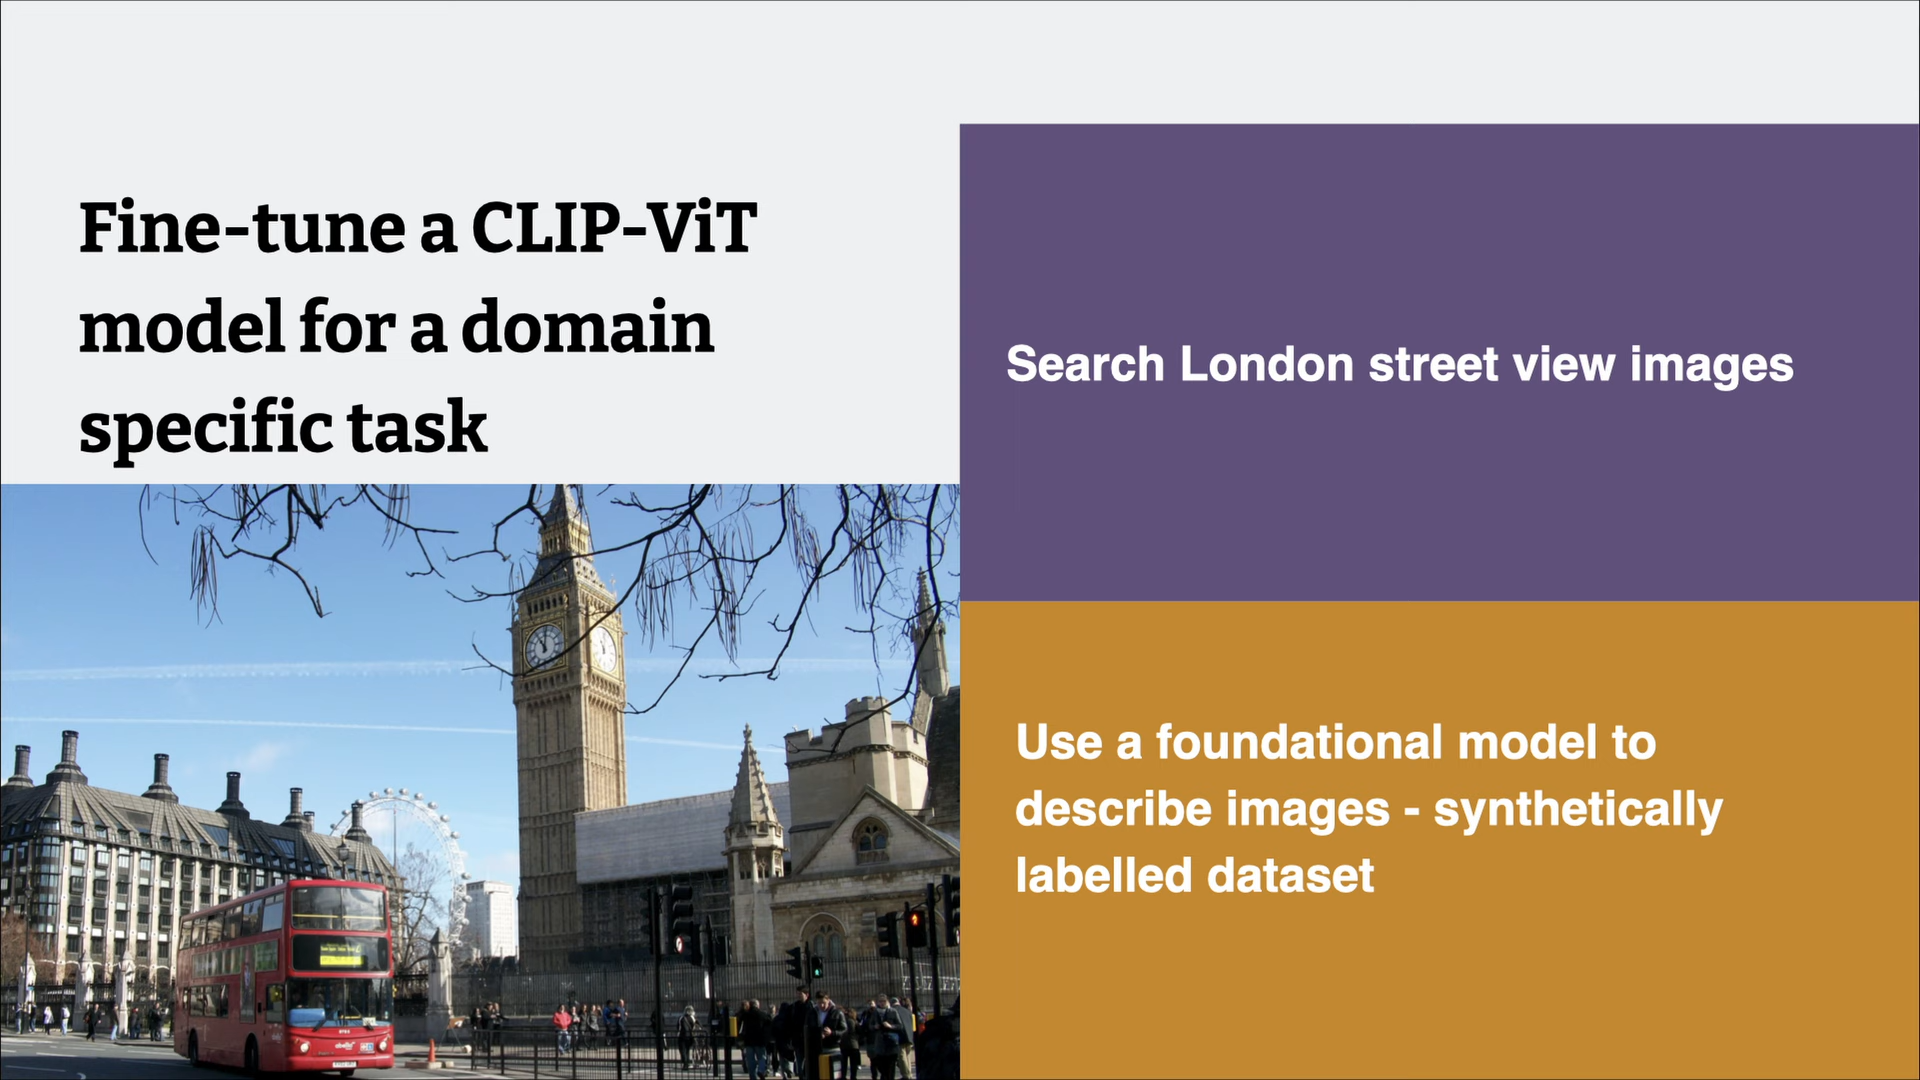 Fine-tune a CLIP-ViT
model for a domain
specific task
Search London street view images
Use a foundational model to
describe images - synthetically
labelled dataset